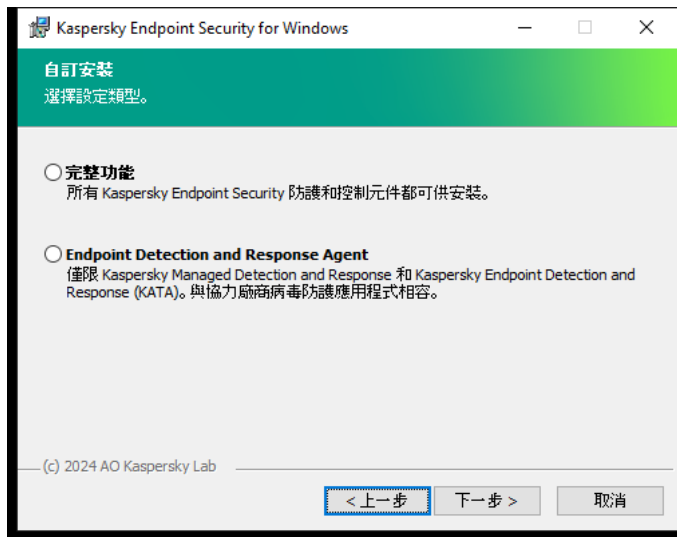 Kaspersky Endpoint Security for Windows
自訂安裝
選擇設定類型。
完整功能
所有 Kaspersky Endpoint Security 防護和控制元件都可供安裝。
Endpoint Detection and Response Agent
僅限 Kaspersky Managed Detection and Response 和 Kaspersky Endpoint Detection and
Response (KATA)。與協力廠商病毒防護應用程式相容。
(c) 2024 AO Kaspersky Lab
< 上一步
下一步 >
取消